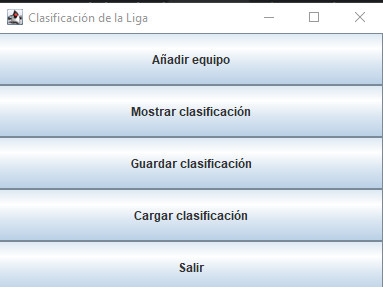 Clasificación de la Liga
Añadir equipo
Mostrar clasificación
Guardar clasificación
Cargar clasificación
Salir